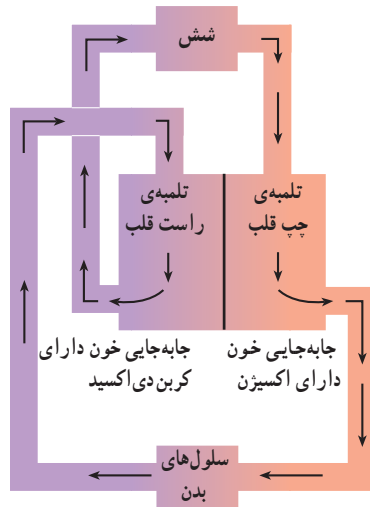 شش
تلمبه‌ی
راست قلب
تلمبه‌ی
چپ قلب
جابه‌جایی خون
دارای اکسیژن
جابه‌جایی خون دارای
کربن‌دی‌اکسید
سلول‌های
بدن